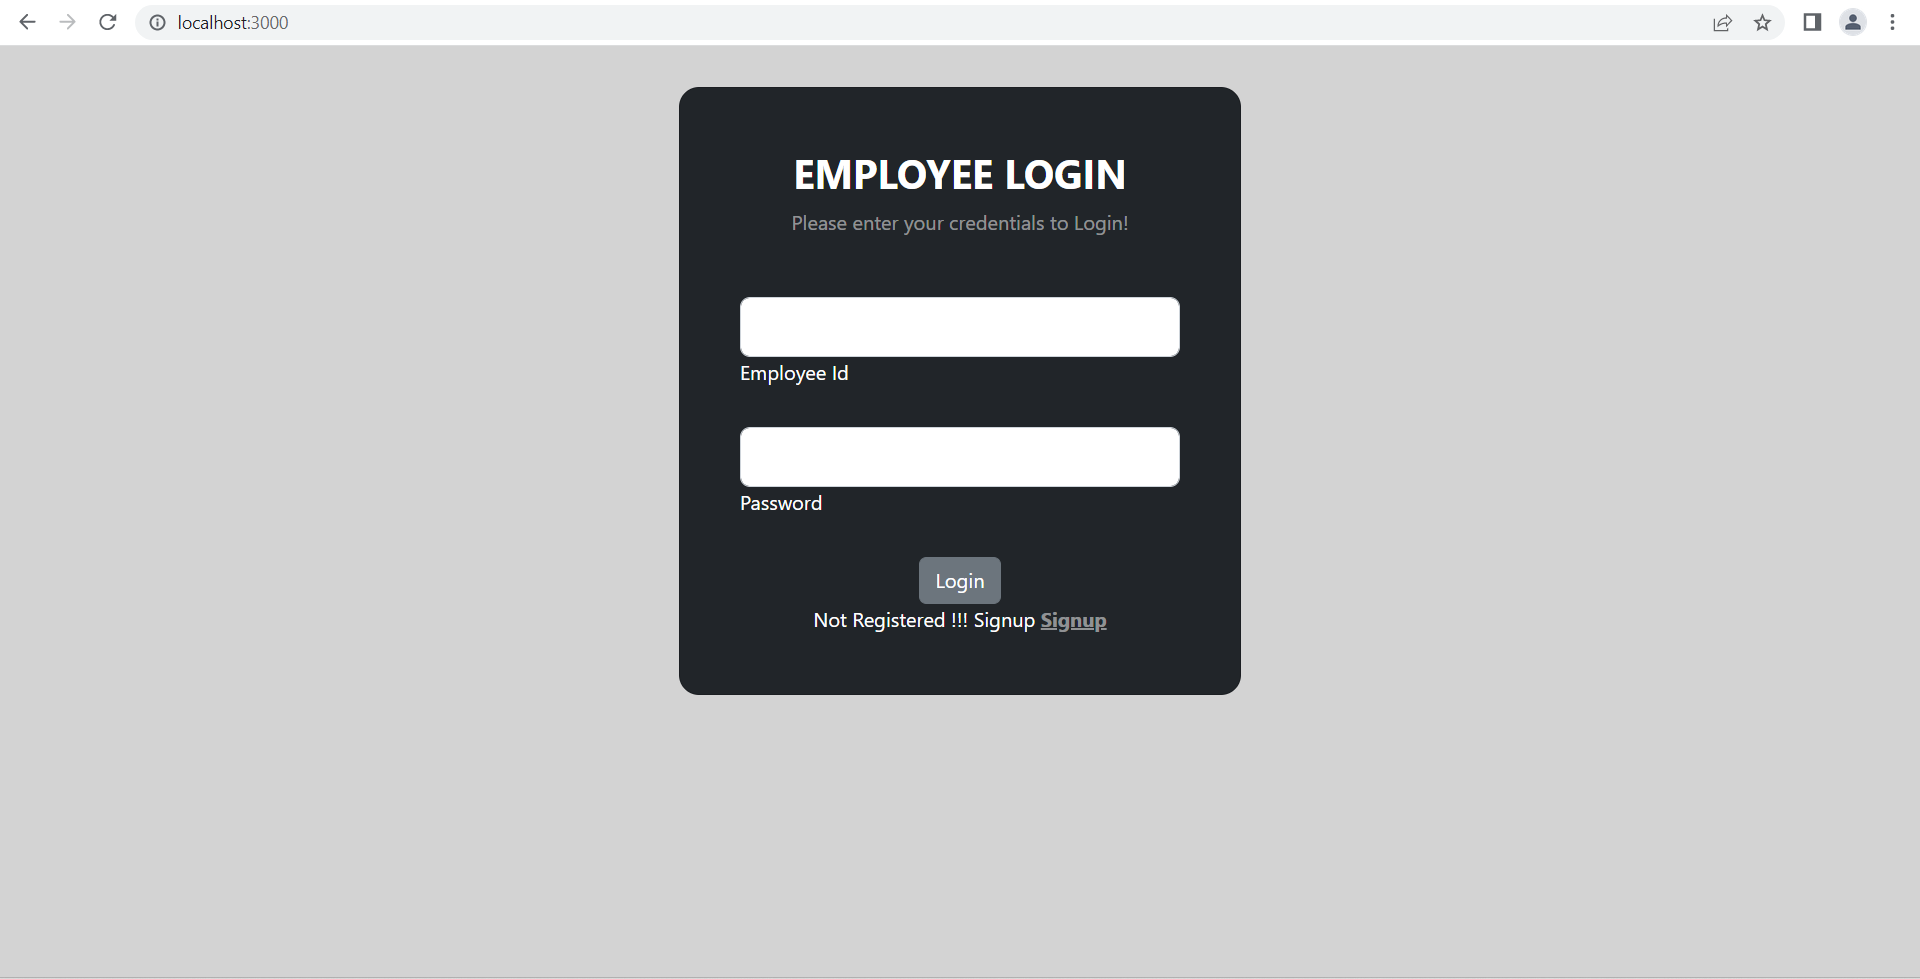 localhost:3000
EMPLOYEE LOGIN
Please enter your credentials to Login!
Employee Id
Password
Login
Not Registered !!! Signup Signup